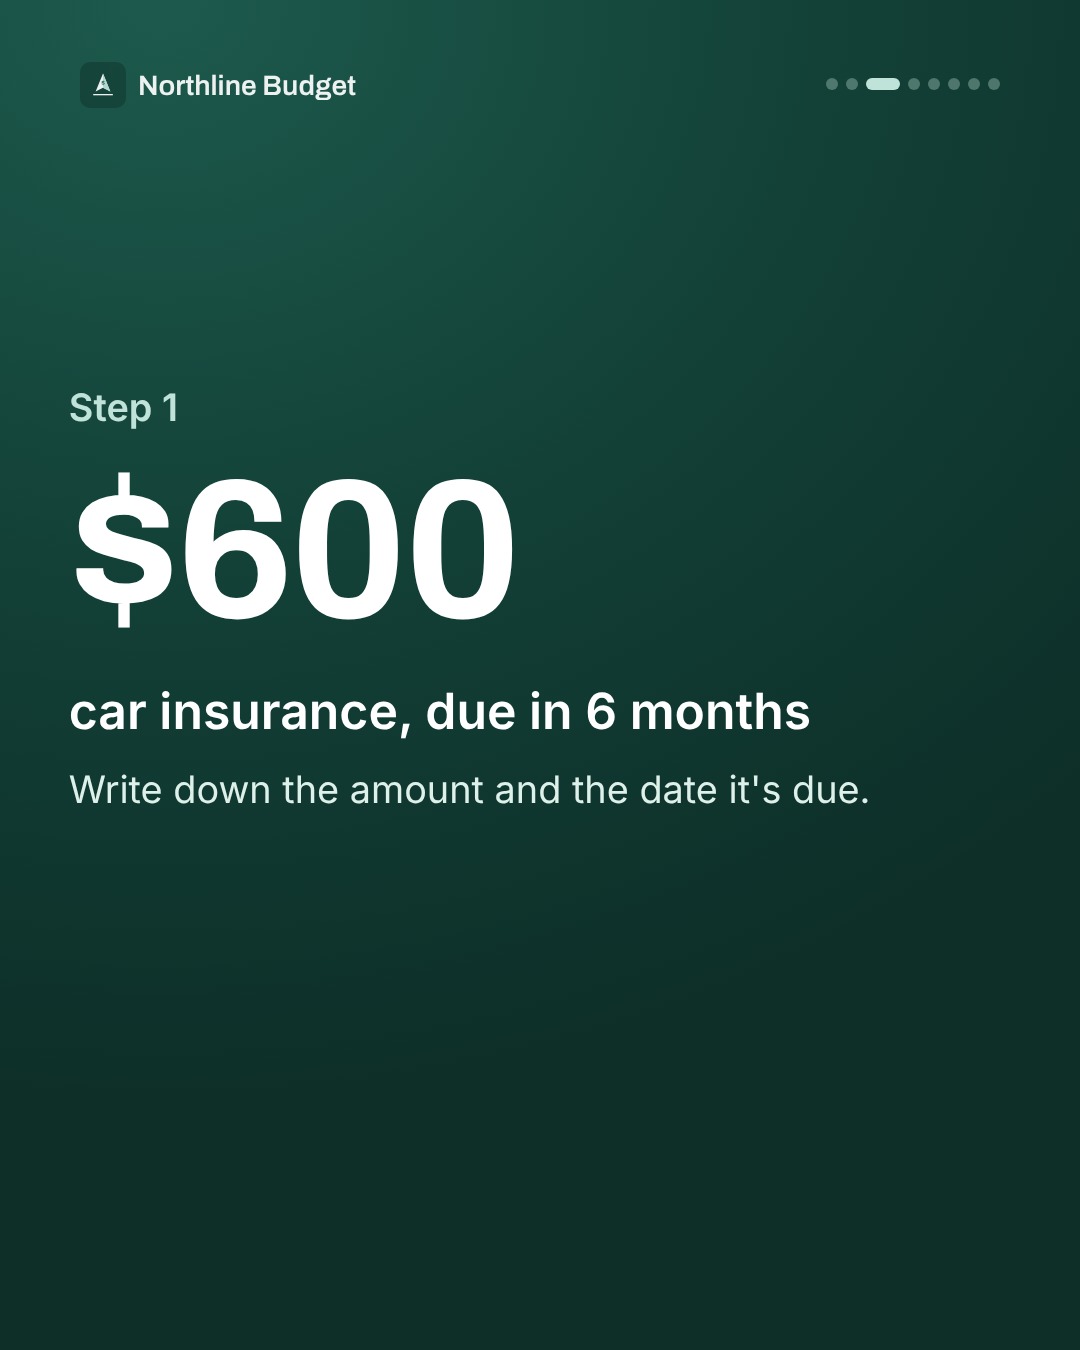 Northline Budget
Step 1
$600
car insurance, due in 6 months
Write down the amount and the date it's due.